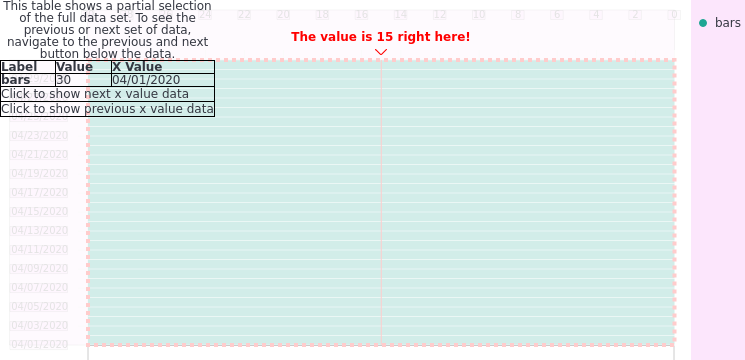 This table shows a partial selection
of the full data set. To see the
previous or next set of data,
navigate to the previous and next
button below the data.
Label Value X Value
bars 30 04/01/2020
Click to show next x value data
Click to show previous x value data
24 22 20 18 16 14 12 10 8 6 4 2 0
The value is 15 right here!
bars
04/23/2020
04/21/2020
04/19/2020
04/17/2020
04/15/2020
04/13/2020
04/11/2020
04/09/2020
04/07/2020
04/05/2020
04/03/2020
04/01/2020